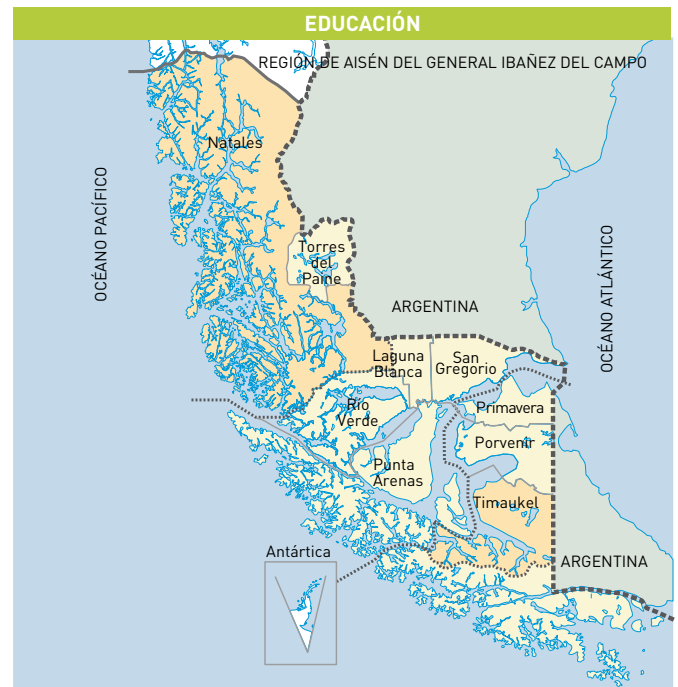 EDUCACIÓN
REGIÓN DE AISÉN DEL GENERAL IBAÑEZ DEL CAMPO
Natales
OCÉANO PACÍFICO
Torres
del
Paine
OCÉANO ATLÁNTICO
ARGENTINA
Laguna
Blanca
San
Gregorio
Río
Verde
Primavera
Porvenir
Punta
Arenas
Timaukel
Antártica
ARGENTINA